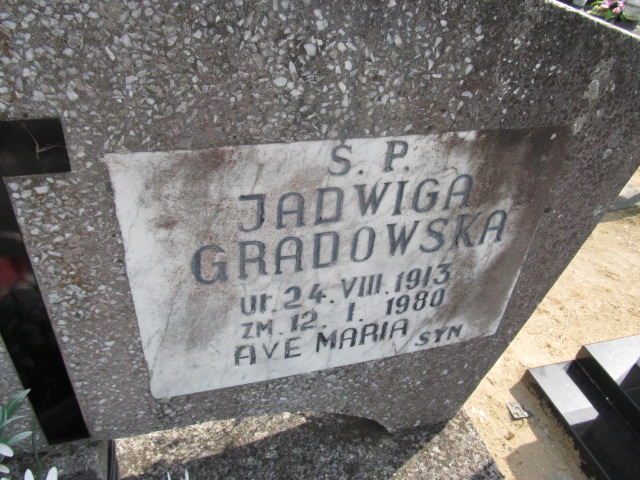 S. P.
JADWIGA
GRADOWSKA
UR. 24. VIII. 1913
ZM. 12. I. 1980
AVE MARIA SYN